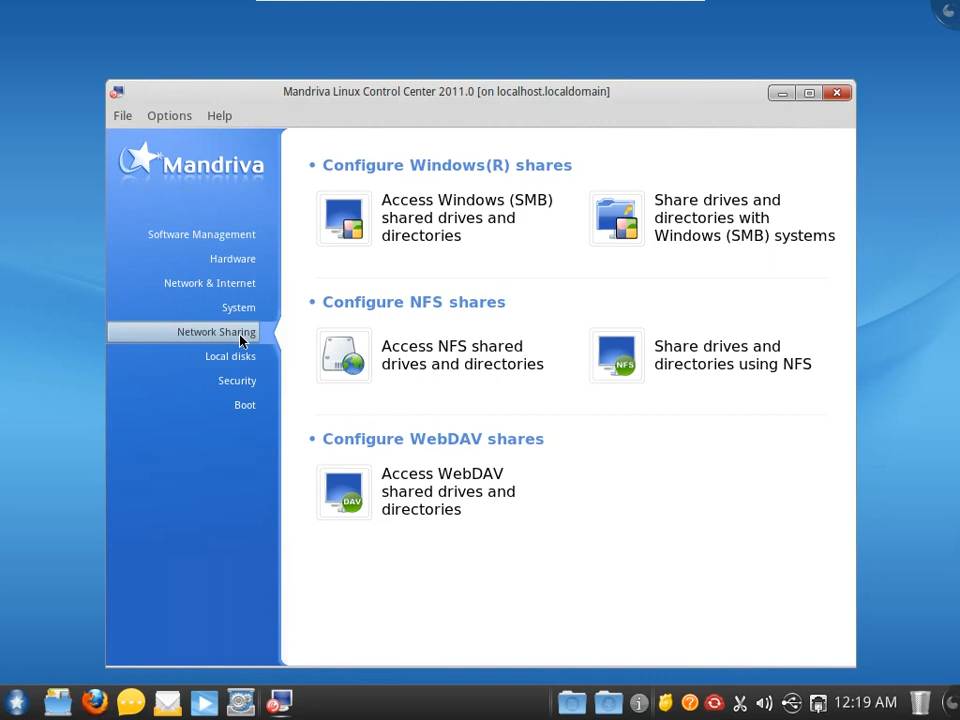 Mandriva Linux Control Center 2011.0 [on localhost.localdomain]
File Options Help
Mandriva
Software Management
Hardware
Network & Internet
System
Network Sharing
Local disks
Security
Boot
• Configure Windows(R) shares
Access Windows (SMB)
shared drives and
directories
Share drives and
directories with
Windows (SMB) systems
• Configure NFS shares
Access NFS shared
drives and directories
NFS
Share drives and
directories using NFS
• Configure WebDAV shares
DAV
Access WebDAV
shared drives and
directories
12:19 AM